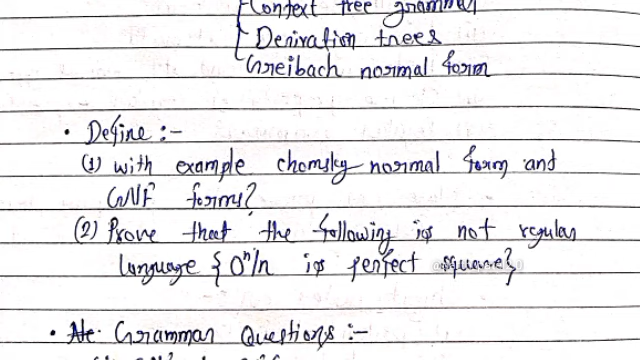 Context free grammar
Derivation trees
Greibach normal form
• Define :-
(1) with example chomsky normal form and
GNF forms?
(2) Prove that the following is not regular
language { 0^n/n is perfect square}
• Grammar Questions :-